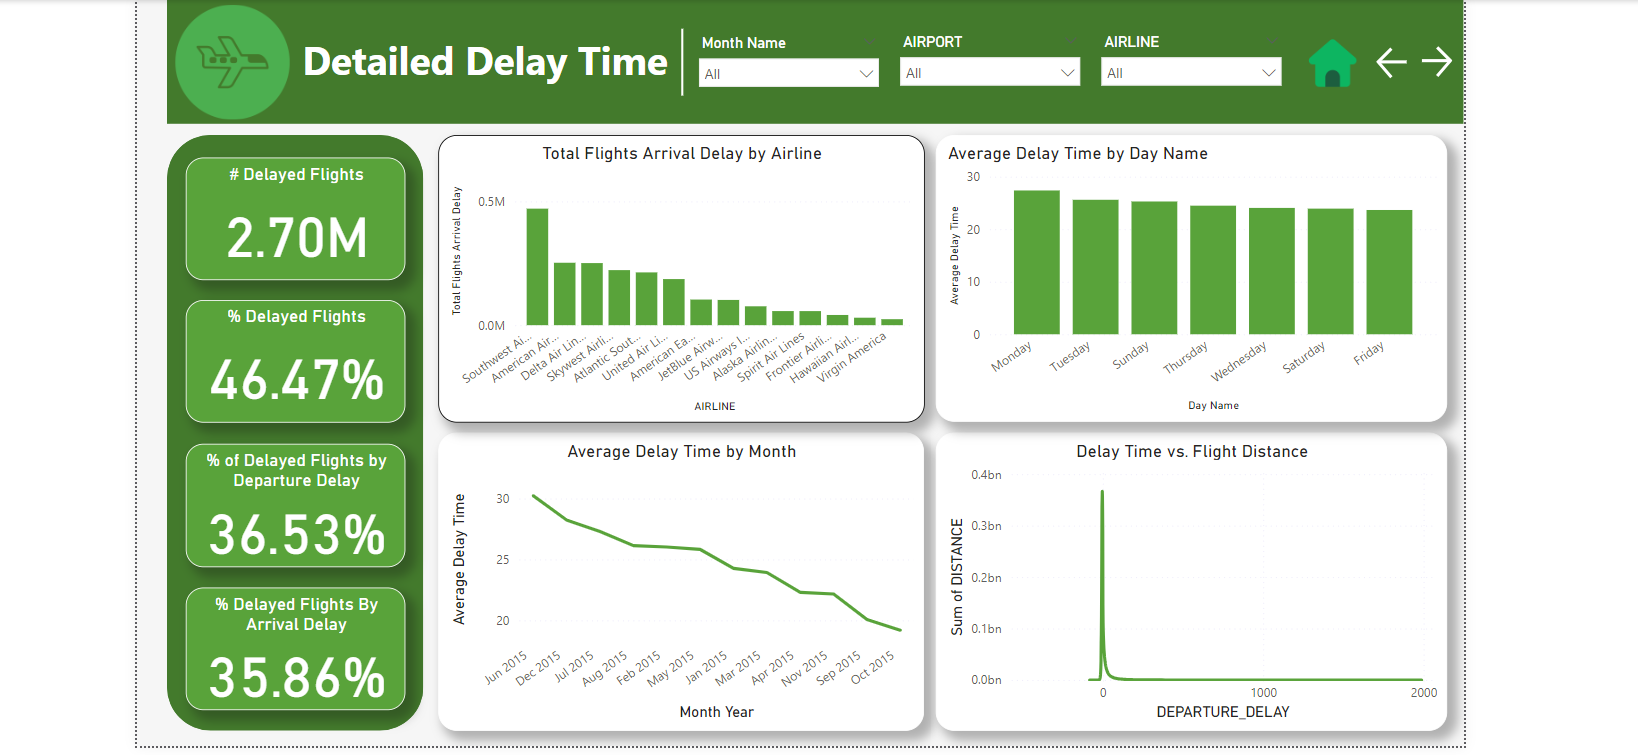 Detailed Delay Time
Month Name
All
AIRPORT
All
AIRLINE
All
# Delayed Flights
2.70M
% Delayed Flights
46.47%
% of Delayed Flights by
Departure Delay
36.53%
% Delayed Flights By
Arrival Delay
35.86%
Total Flights Arrival Delay by Airline
Total Flights Arrival Delay
0.5M
0.0M
Southwest Ai...
American Air...
Delta Air Lin...
Skywest Airli...
Atlantic Sout...
United Air Li...
American Ea...
JetBlue Airw...
US Airways I...
Alaska Airlin...
Spirit Air Lines
Frontier Airli...
Hawaiian Airl...
Virgin America
AIRLINE
Average Delay Time by Day Name
Average Delay Time
30
20
10
0
Monday
Tuesday
Sunday
Thursday
Wednesday
Saturday
Friday
Day Name
Average Delay Time by Month
Average Delay Time
30
25
20
Jun 2015
Dec 2015
Jul 2015
Aug 2015
Feb 2015
May 2015
Jan 2015
Mar 2015
Apr 2015
Nov 2015
Sep 2015
Oct 2015
Month Year
Delay Time vs. Flight Distance
Sum of DISTANCE
0.4bn
0.3bn
0.2bn
0.1bn
0.0bn
0
1000
2000
DEPARTURE_DELAY